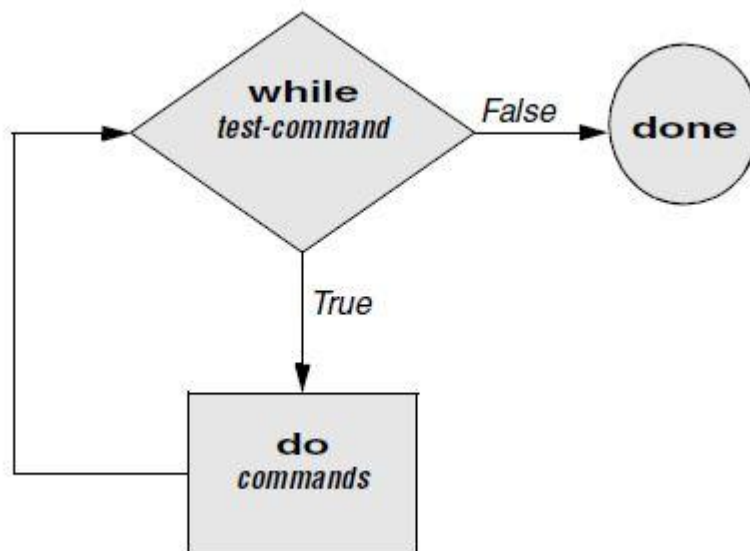 while
test-command
False
done
True
do
commands